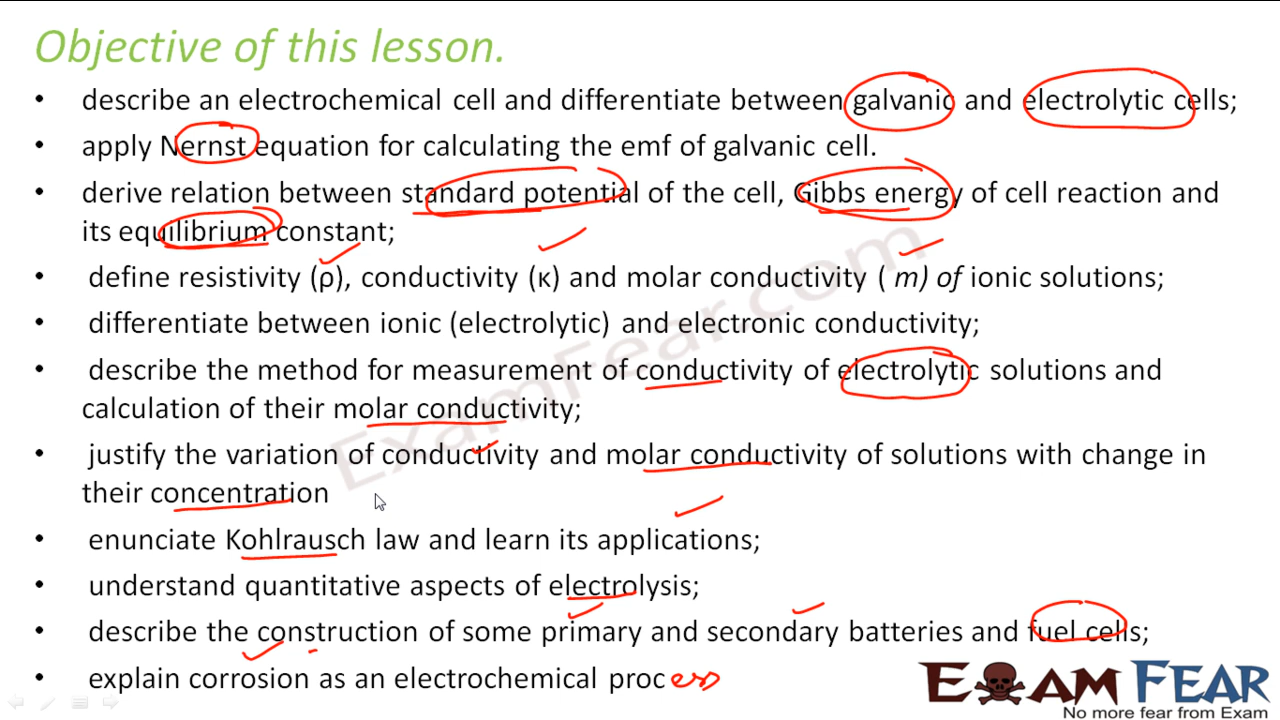 Objective of this lesson.
• describe an electrochemical cell and differentiate between galvanic and electrolytic cells;
• apply Nernst equation for calculating the emf of galvanic cell.
• derive relation between standard potential of the cell, Gibbs energy of cell reaction and
its equilibrium constant;
• define resistivity (ρ), conductivity (κ) and molar conductivity ( m) of ionic solutions;
• differentiate between ionic (electrolytic) and electronic conductivity;
• describe the method for measurement of conductivity of electrolytic solutions and
calculation of their molar conductivity;
• justify the variation of conductivity and molar conductivity of solutions with change in
their concentration
• enunciate Kohlrausch law and learn its applications;
• understand quantitative aspects of electrolysis;
• describe the construction of some primary and secondary batteries and fuel cells;
• explain corrosion as an electrochemical process
ExamFear.com
EXAM FEAR
No more fear from Exam